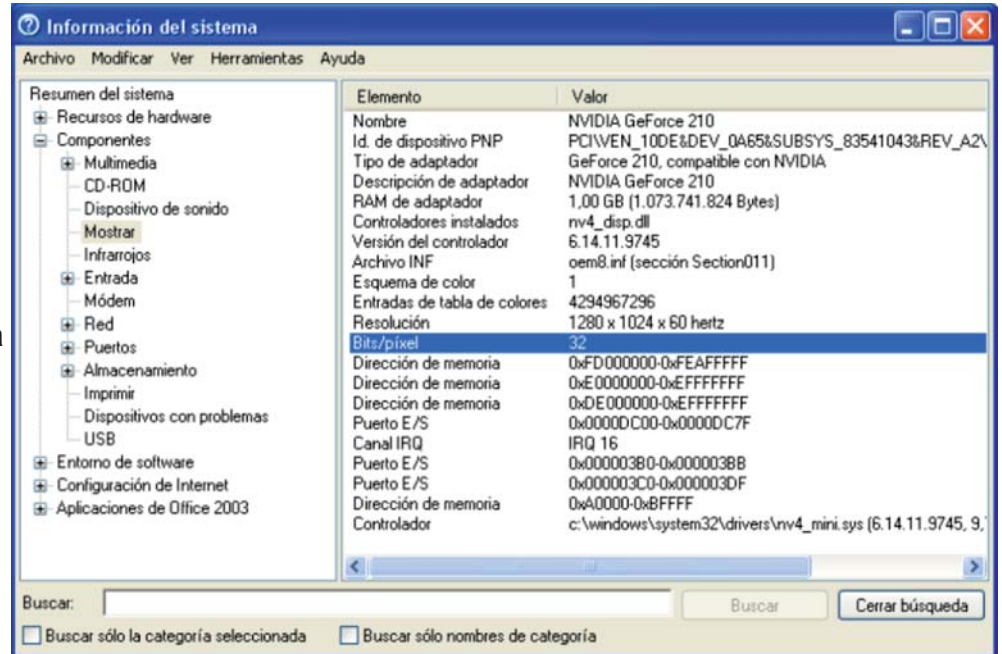 Información del sistema
Archivo Modificar Ver Herramientas Ayuda
Resumen del sistema
Recursos de hardware
Componentes
Multimedia
CD-ROM
Dispositivo de sonido
Mostrar
Infrarrojos
Entrada
Módem
Red
Puertos
Almacenamiento
Imprimir
Dispositivos con problemas
USB
Entorno de software
Configuración de Internet
Aplicaciones de Office 2003
Elemento Valor
Nombre NVIDIA GeForce 210
Id. de dispositivo PNP PCI\VEN_10DE&DEV_0A65&SUBSYS_83541043&REV_A2\
Tipo de adaptador GeForce 210, compatible con NVIDIA
Descripción de adaptador NVIDIA GeForce 210
RAM de adaptador 1,00 GB (1.073.741.824 Bytes)
Controladores instalados nv4_disp.dll
Versión del controlador 6.14.11.9745
Archivo INF oem8.inf (sección Section011)
Esquema de color 1
Entradas de tabla de colores 4294967296
Resolución 1280 x 1024 x 60 hertz
Bits/píxel 32
Dirección de memoria 0xFD000000-0xFEAFFFFF
Dirección de memoria 0xE0000000-0xEFFFFFFF
Dirección de memoria 0xDE000000-0xEFFFFFFF
Puerto E/S 0x0000DC00-0x0000DC7F
Canal IRQ IRQ 16
Puerto E/S 0x000003B0-0x000003BB
Puerto E/S 0x000003C0-0x000003DF
Dirección de memoria 0xA0000-0xBFFFF
Controlador c:\windows\system32\drivers\nv4_mini.sys (6.14.11.9745, 9,
Buscar: Buscar Cerrar búsqueda
Buscar sólo la categoría seleccionada Buscar sólo nombres de categoría